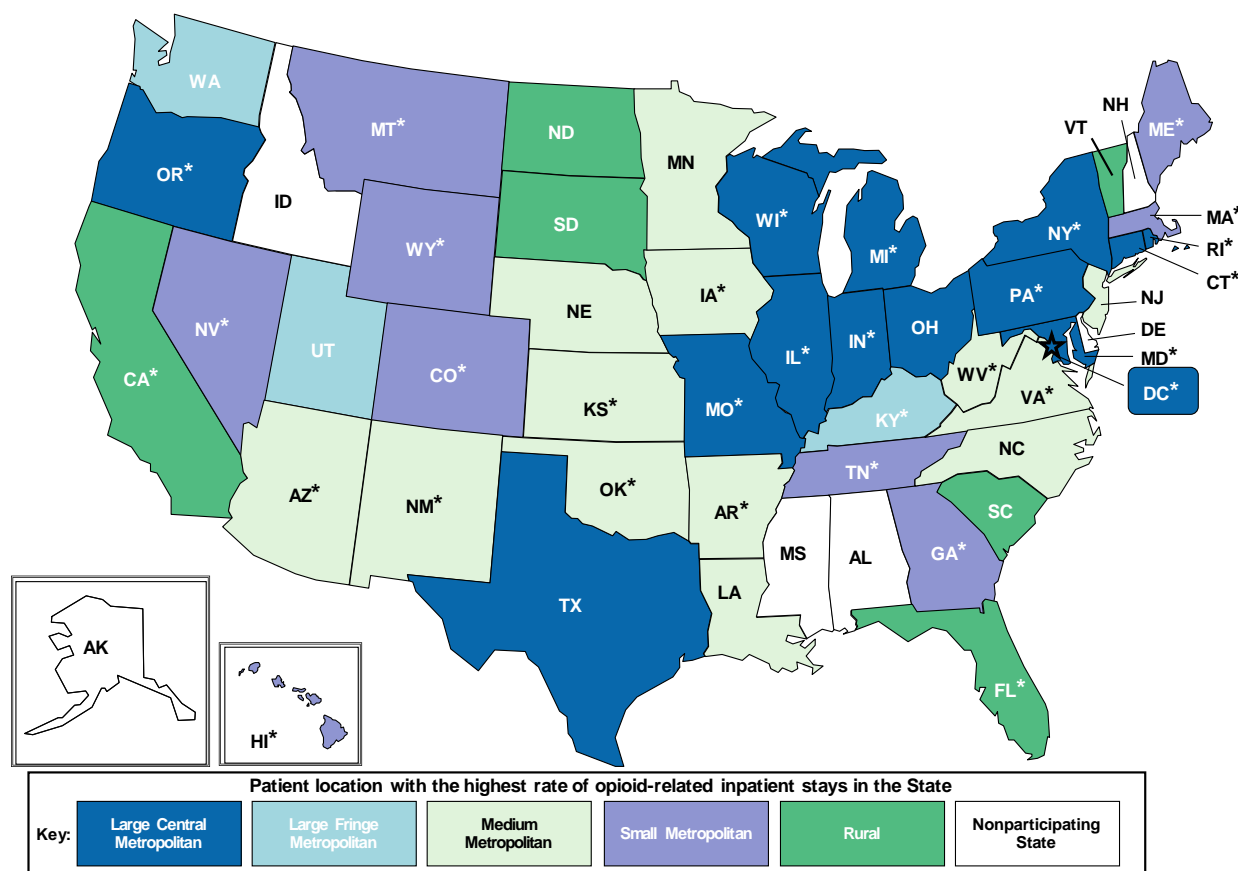 WA
MT*
ND
MN
NH
VT
ME*
OR*
ID
SD
WI*
MI*
NY*
MA*
RI*
CT*
WY*
IA*
PA*
NJ
NE
NV*
UT
CO*
IL*
IN*
OH
DE
MD*
DC*
CA*
KS*
MO*
WV*
VA*
KY*
NC
AZ*
NM*
OK*
AR*
TN*
SC
MS
AL
GA*
TX
LA
FL*
AK
HI*
Patient location with the highest rate of opioid-related inpatient stays in the State
Key:
Large Central
Metropolitan
Large Fringe
Metropolitan
Medium
Metropolitan
Small Metropolitan
Rural
Nonparticipating
State